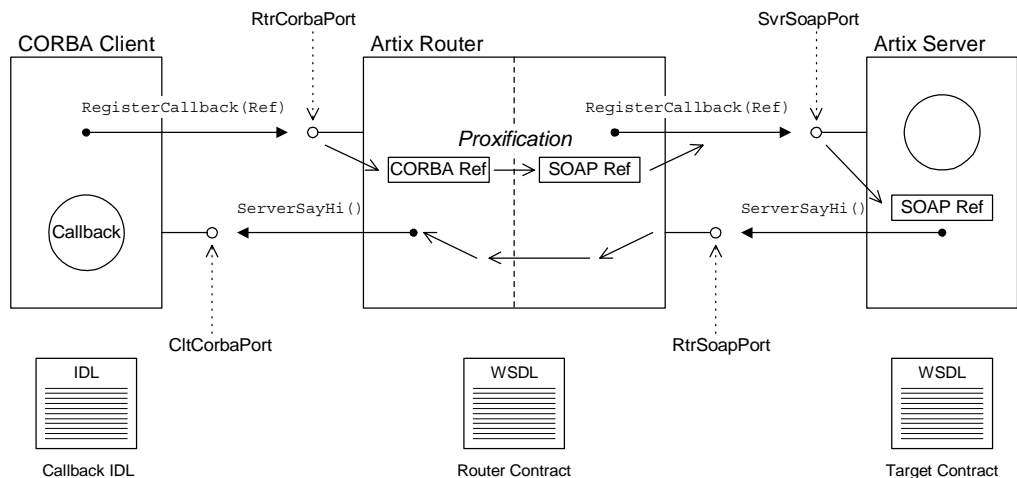 RtrCorbaPort
SvrSoapPort
CORBA Client
Artix Router
Artix Server
RegisterCallback(Ref)
RegisterCallback(Ref)
Proxification
CORBA Ref
SOAP Ref
SOAP Ref
ServerSayHi()
ServerSayHi()
Callback
CltCorbaPort
RtrSoapPort
IDL
WSDL
WSDL
Callback IDL
Router Contract
Target Contract